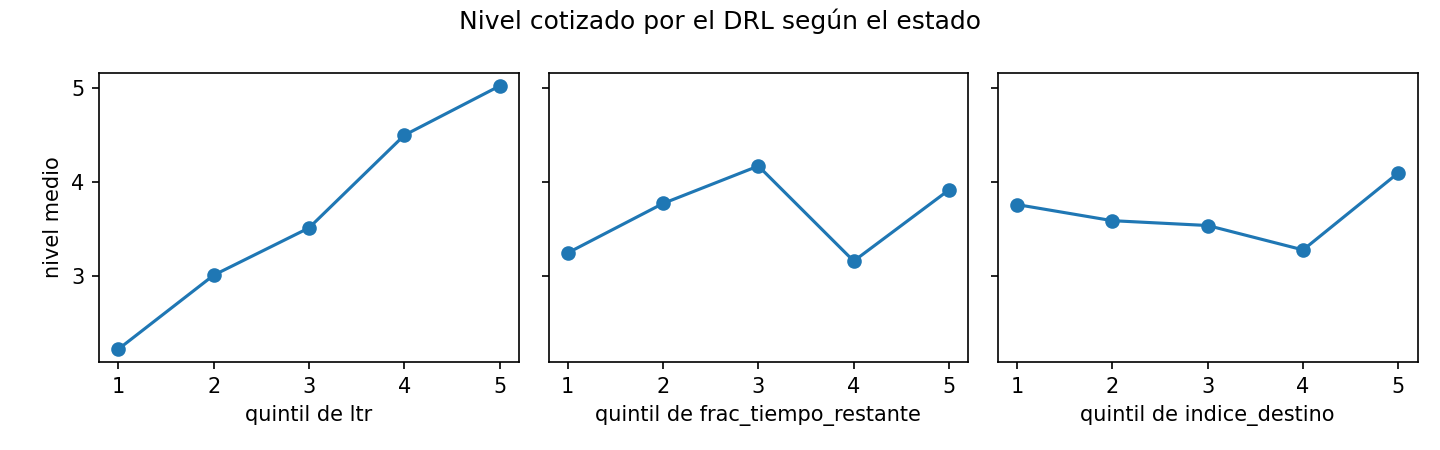 Nivel cotizado por el DRL según el estado
nivel medio
5
4
3
1 2 3 4 5
quintil de ltr
1 2 3 4 5
quintil de frac_tiempo_restante
1 2 3 4 5
quintil de indice_destino